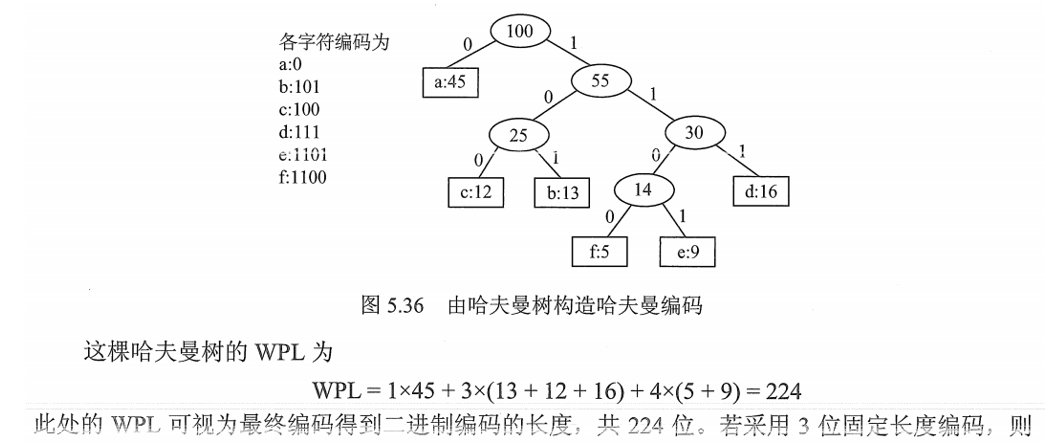 各字符编码为
a:0
b:101
c:100
d:111
e:1101
f:1100
100
0
1
a:45
55
0
1
25
30
0
1
0
1
c:12
b:13
14
d:16
0
1
f:5
e:9
图 5.36 由哈夫曼树构造哈夫曼编码
这棵哈夫曼树的 WPL 为
WPL = 1×45 + 3×(13 + 12 + 16) + 4×(5 + 9) = 224
此处的 WPL 可视为最终编码得到二进制编码的长度，共 224 位。若采用 3 位固定长度编码，则